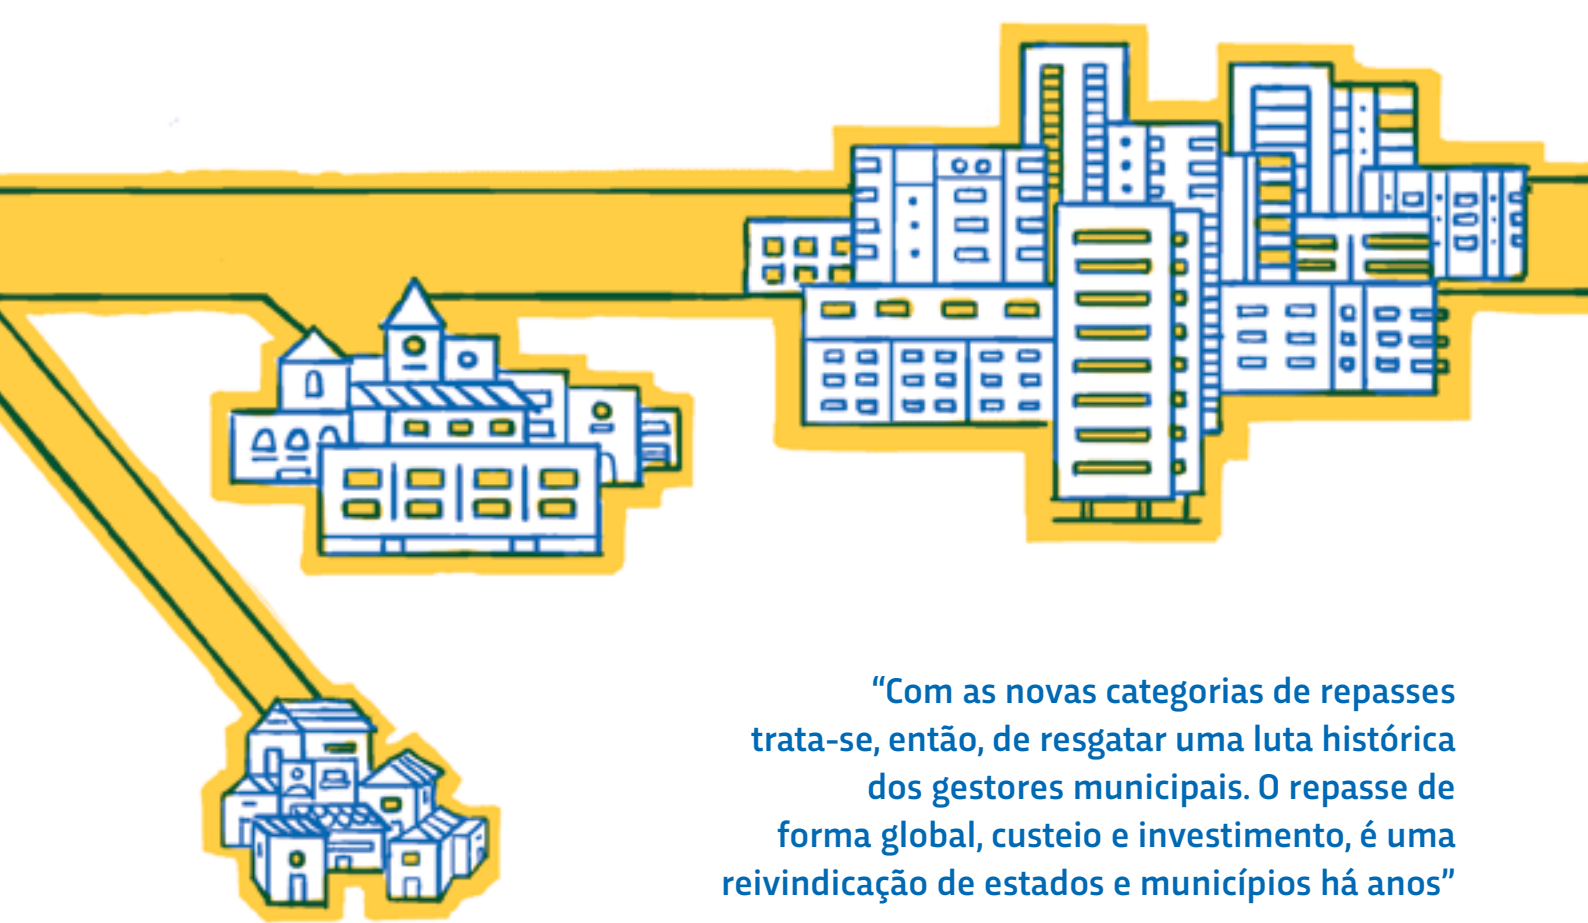 “Com as novas categorias de repasses
trata-se, então, de resgatar uma luta histórica
dos gestores municipais. O repasse de
forma global, custeio e investimento, é uma
reivindicação de estados e municípios há anos”